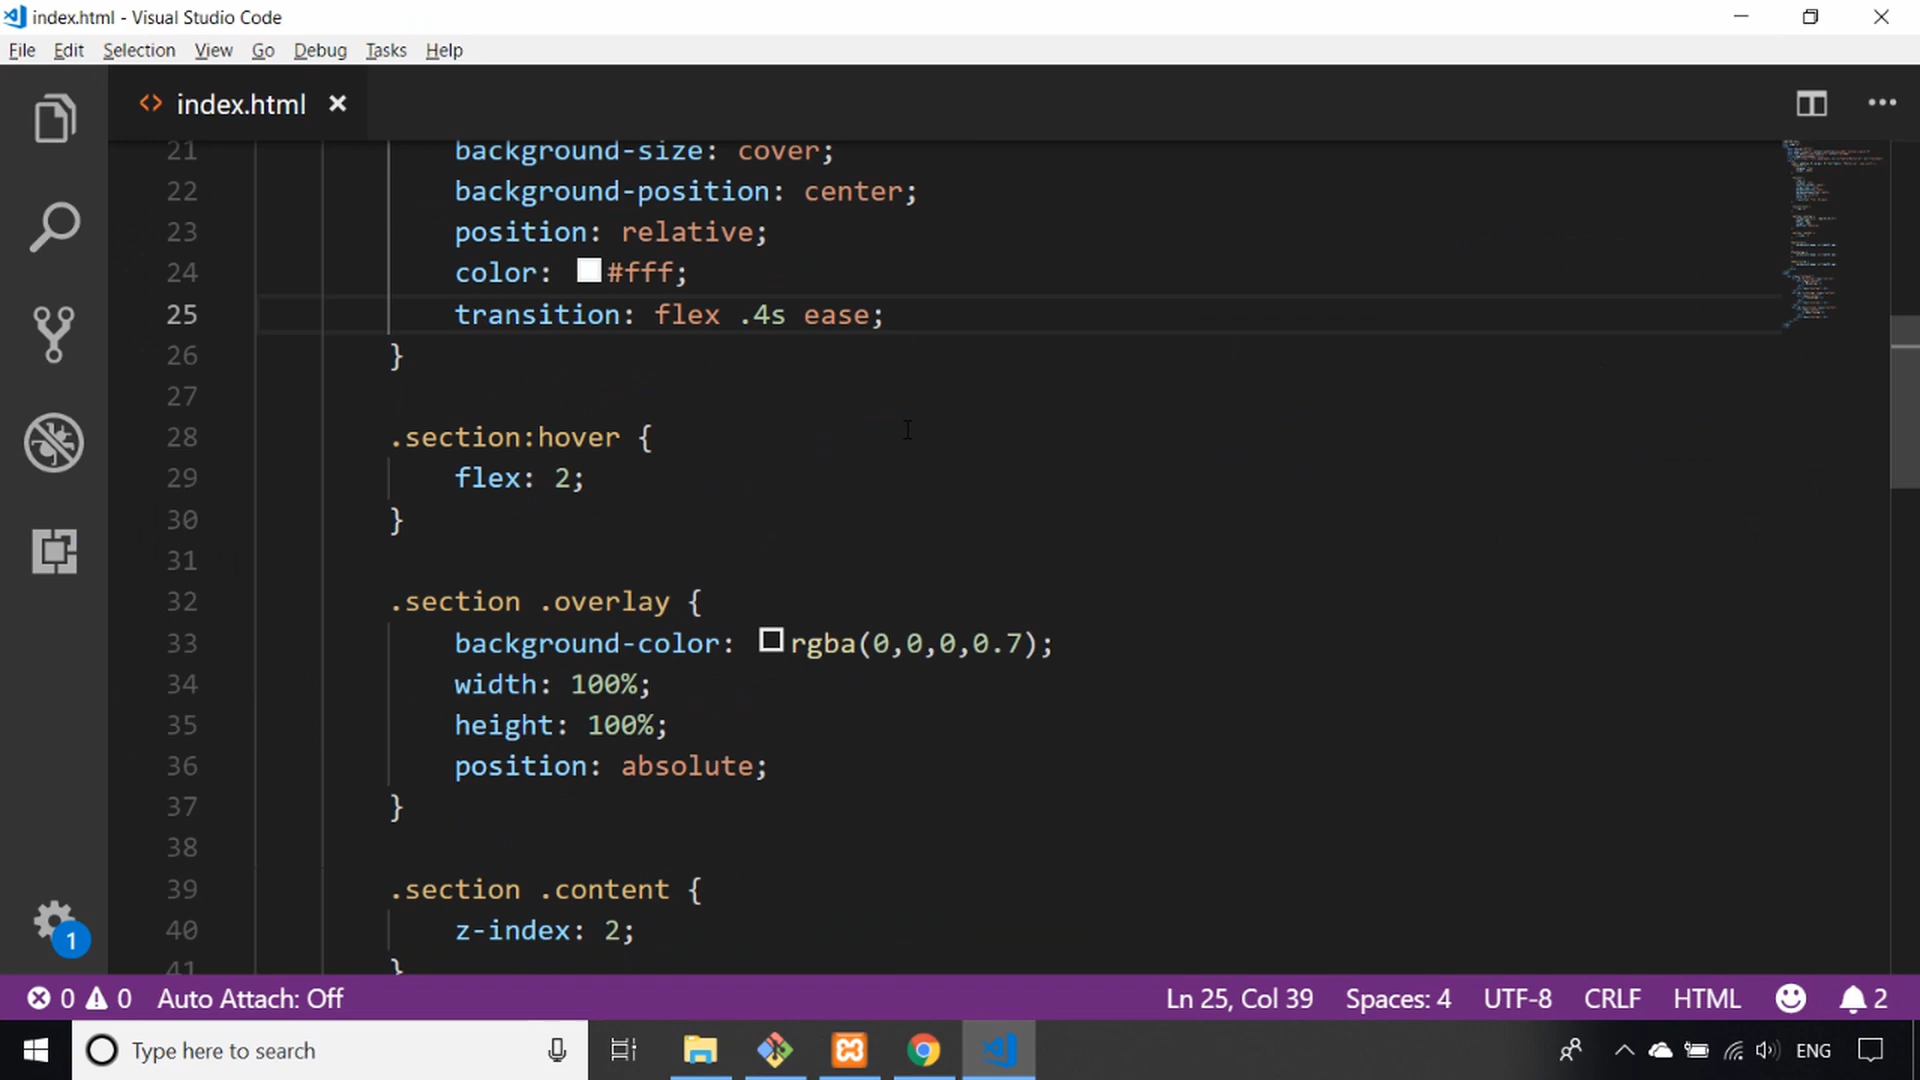 index.html - Visual Studio Code
File Edit Selection View Go Debug Tasks Help
index.html
21 background-size: cover;
22 background-position: center;
23 position: relative;
24 color: #fff;
25 transition: flex .4s ease;
26 }
27
28 .section:hover {
29 flex: 2;
30 }
31
32 .section .overlay {
33 background-color: rgba(0,0,0,0.7);
34 width: 100%;
35 height: 100%;
36 position: absolute;
37 }
38
39 .section .content {
40 z-index: 2;
41 }
1
0 0 Auto Attach: Off Ln 25, Col 39 Spaces: 4 UTF-8 CRLF HTML 2
Type here to search ENG